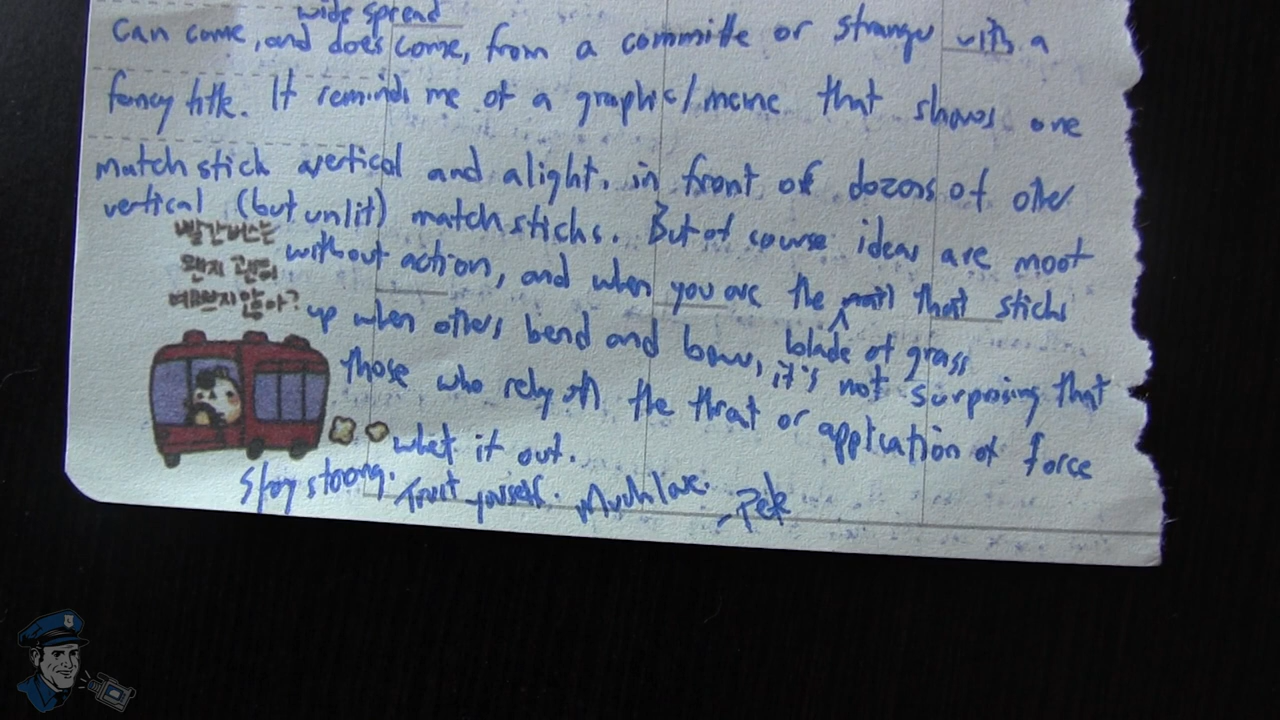 wide spread
Can come, and does come, from a committe or stranger with a
fancy title. It reminds me of a graphic/meme that shows one
match stick vertical and alight, in front of dozens of other
vertical (but unlit) match sticks. But of course ideas are moot
빨간버스는
왠지 괜히
예쁘지않아?
without action, and when you are the nail that sticks
blade of grass
up when others bend and bow, it's not surprising that
those who rely on the threat or application of force
want it out.
Stay strong. Trust yourself. Much love.
-Pete